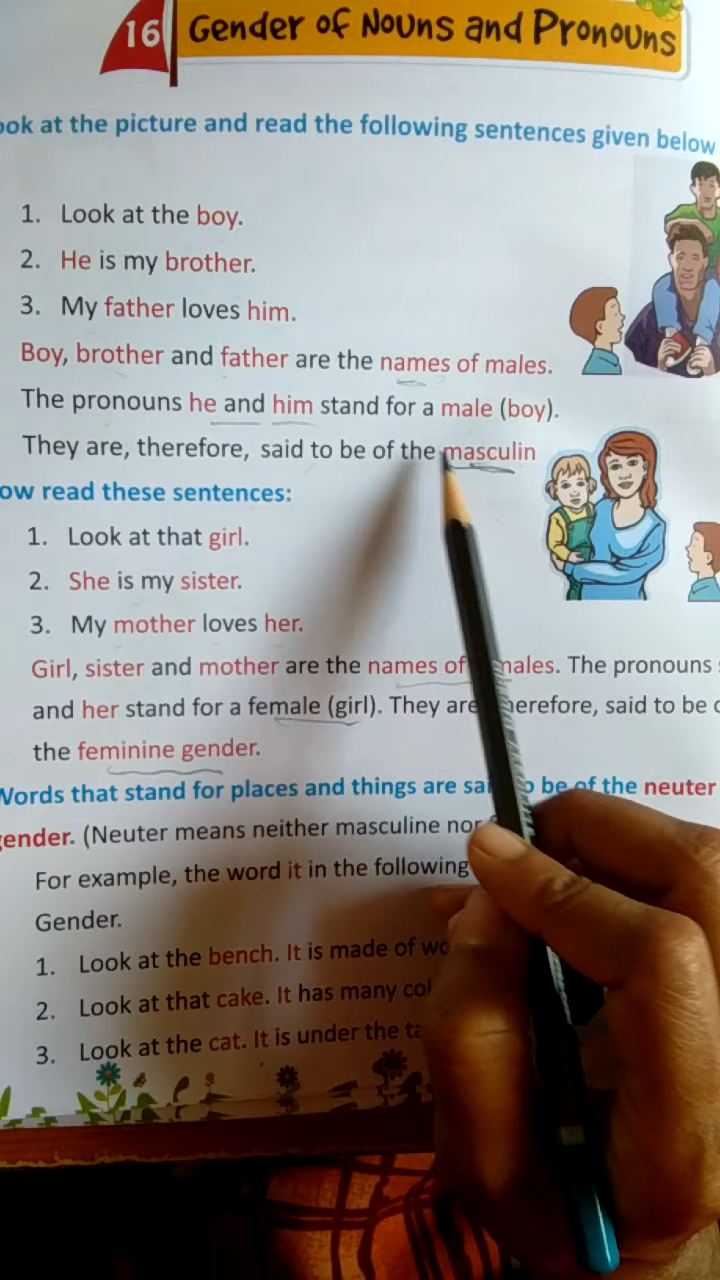 16 Gender of Nouns and Pronouns
ook at the picture and read the following sentences given below
1. Look at the boy.
2. He is my brother.
3. My father loves him.
Boy, brother and father are the names of males.
The pronouns he and him stand for a male (boy).
They are, therefore, said to be of the masculin
ow read these sentences:
1. Look at that girl.
2. She is my sister.
3. My mother loves her.
Girl, sister and mother are the names of males. The pronouns
and her stand for a female (girl). They are herefore, said to be
the feminine gender.
Words that stand for places and things are sai be of the neuter
gender. (Neuter means neither masculine nor
For example, the word it in the following
Gender.
1. Look at the bench. It is made of wo
2. Look at that cake. It has many col
3. Look at the cat. It is under the ta